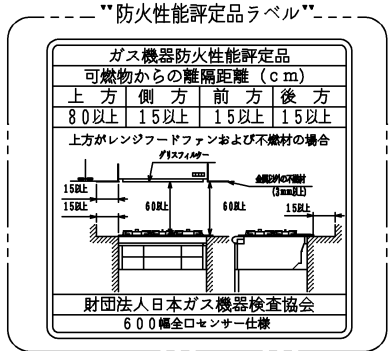 "防火性能評定品ラベル"
ガス機器防火性能評定品
可燃物からの離隔距離(cm)
上方 側方 前方 後方
80以上 15以上 15以上 15以上
上方がレンジフードファンおよび不燃材の場合
グリスフィルター
金属以外の不燃材
(3mm以上)
15以上
15以上 60以上 60以上 15以上
財団法人日本ガス機器検査協会
600幅全口センサー仕様